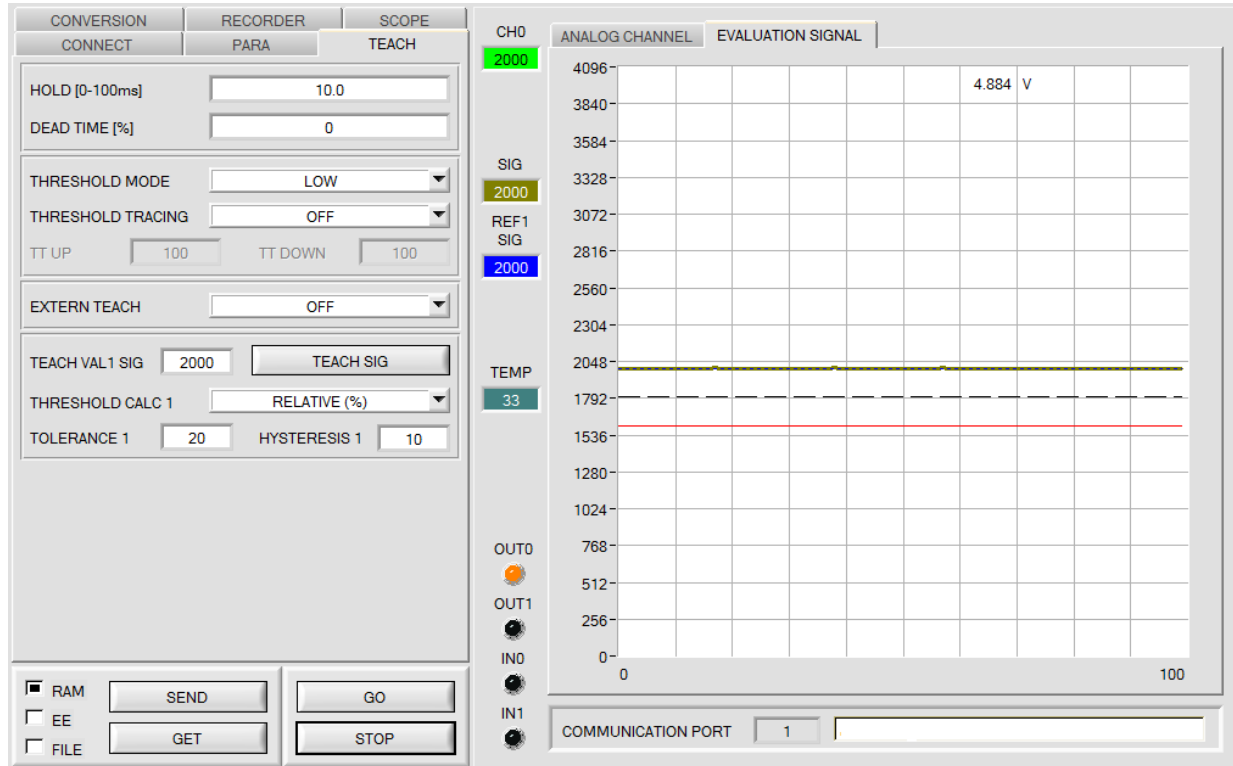 CONVERSION RECORDER SCOPE
CONNECT PARA TEACH
HOLD [0-100ms] 10.0
DEAD TIME [%] 0
THRESHOLD MODE LOW
THRESHOLD TRACING OFF
TT UP 100 TT DOWN 100
EXTERN TEACH OFF
TEACH VAL1 SIG 2000 TEACH SIG
THRESHOLD CALC 1 RELATIVE (%)
TOLERANCE 1 20 HYSTERESIS 1 10
RAM SEND GO
EE
GET STOP
FILE
CH0
2000
SIG
2000
REF1
SIG
2000
TEMP
33
OUT0
OUT1
IN0
IN1
ANALOG CHANNEL EVALUATION SIGNAL
4.884 V
4096
3840
3584
3328
3072
2816
2560
2304
2048
1792
1536
1280
1024
768
512
256
0
0 100
COMMUNICATION PORT 1